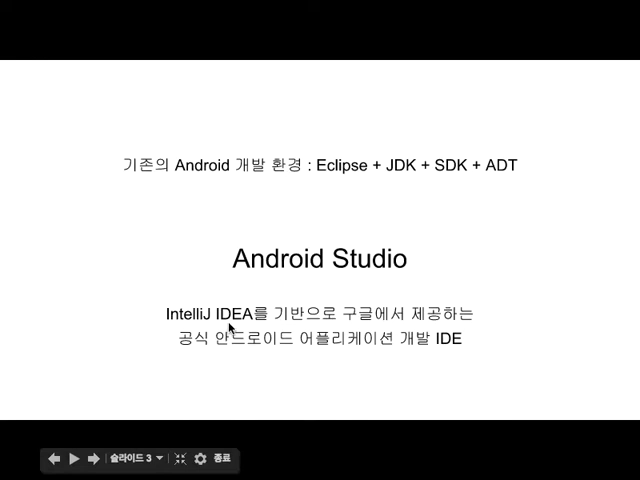 기존의 Android 개발 환경 : Eclipse + JDK + SDK + ADT
Android Studio
IntelliJ IDEA를 기반으로 구글에서 제공하는
공식 안드로이드 어플리케이션 개발 IDE
슬라이드 3
종료